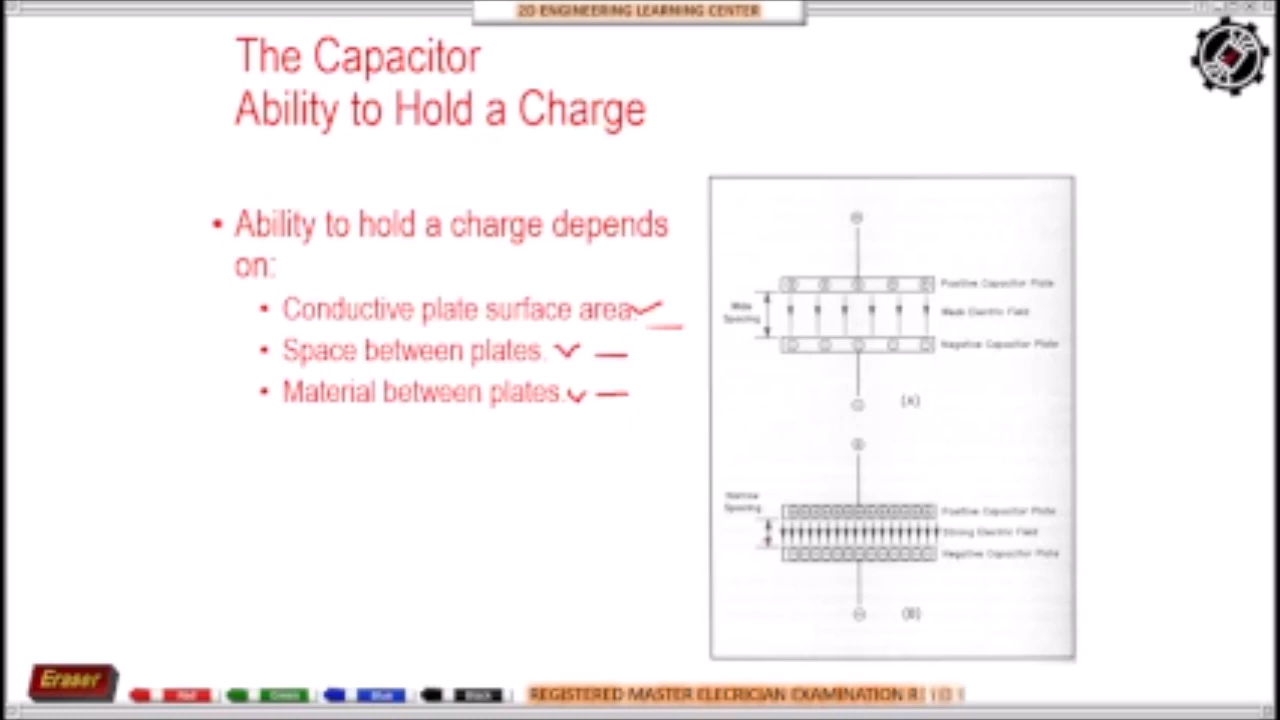 2D ENGINEERING LEARNING CENTER
The Capacitor
Ability to Hold a Charge
• Ability to hold a charge depends
on:
• Conductive plate surface area.
• Space between plates.
• Material between plates.
Positive Capacitor Plate
Wide
Spacing
Weak Electric Field
Negative Capacitor Plate
(A)
Narrow
Spacing
Positive Capacitor Plate
Strong Electric Field
Negative Capacitor Plate
(B)
Eraser
Red
Green
Blue
Black
REGISTERED MASTER ELECRICIAN EXAMINATION